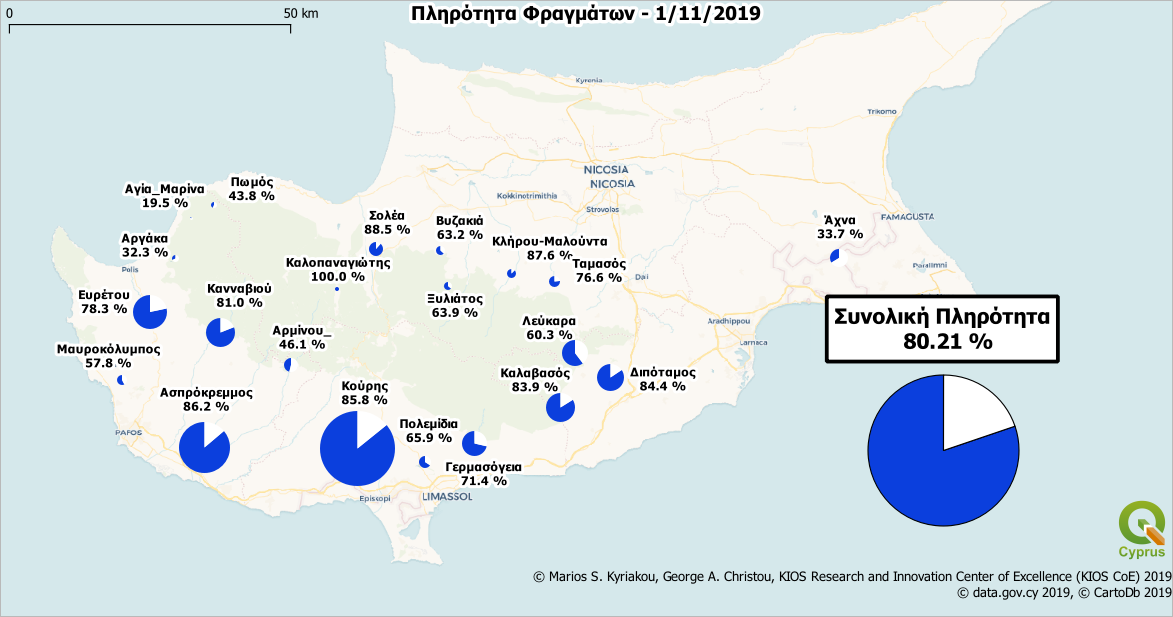 0 50 km
Πληρότητα Φραγμάτων - 1/11/2019
Kyrenia
Trikomo
NICOSIA
NICOSIA
Kokkinotrimithis
Strovolos
Αγία_Μαρίνα
19.5 %
Πωμός
43.8 %
Σολέα
88.5 %
Βυζακιά
63.2 %
Άχνα
33.7 %
FAMAGUSTA
Αργάκα
32.3 %
Κλήρου-Μαλούντα
87.6 %
Ταμασός
76.6 %
Καλοπαναγιώτης
100.0 %
Polis
Dali
Paralimni
Ευρέτου
78.3 %
Κανναβιού
81.0 %
Ξυλιάτος
63.9 %
Αρμίνου_
46.1 %
Λεύκαρα
60.3 %
Aradhippou
Larnaca
Συνολική Πληρότητα
80.21 %
Μαυροκόλυμπος
57.8 %
Καλαβασός
83.9 %
Διπόταμος
84.4 %
Ασπρόκρεμμος
86.2 %
Κούρης
85.8 %
Πολεμίδια
65.9 %
PAFOS
Γερμασόγεια
71.4 %
Episkopi
LIMASSOL
Cyprus
© Marios S. Kyriakou, George A. Christou, KIOS Research and Innovation Center of Excellence (KIOS CoE) 2019
© data.gov.cy 2019, © CartoDb 2019